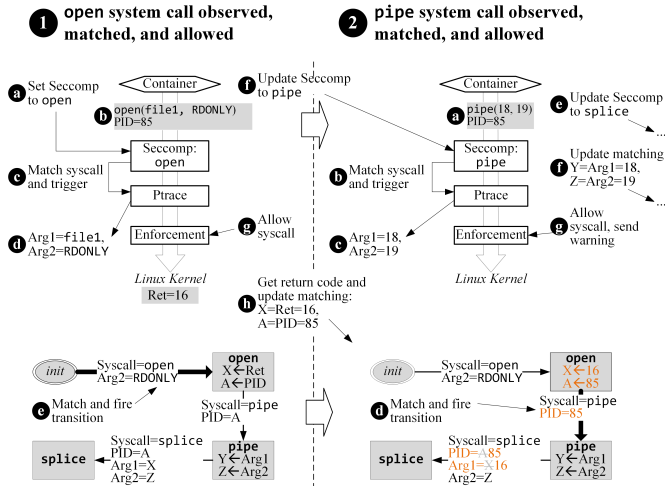 1 open system call observed,
matched, and allowed
a Set Seccomp
to open
Container
b open(file1, RDONLY)
PID=85
Seccomp:
open
c Match syscall
and trigger
Ptrace
d Arg1=file1,
Arg2=RDONLY
Enforcement
g Allow
syscall
Linux Kernel
Ret=16
2 pipe system call observed,
matched, and allowed
f Update Seccomp
to pipe
Container
a pipe(18, 19)
PID=85
e Update Seccomp
to splice
...
Seccomp:
pipe
b Match syscall
and trigger
Ptrace
f Update matching
Y=Arg1=18,
Z=Arg2=19
...
c Arg1=18,
Arg2=19
Enforcement
g Allow
syscall, send
warning
Linux Kernel
h Get return code and
update matching:
X=Ret=16,
A=PID=85
init
Syscall=open
Arg2=RDONLY
open
X←Ret
A←PID
e Match and fire
transition
Syscall=pipe
PID=A
splice
Syscall=splice
PID=A
Arg1=X
Arg2=Z
pipe
Y←Arg1
Z←Arg2
init
Syscall=open
Arg2=RDONLY
open
X←16
A←85
d Match and fire
transition
Syscall=pipe
PID=85
splice
Syscall=splice
PID=A85
Arg1=X16
Arg2=Z
pipe
Y←Arg1
Z←Arg2